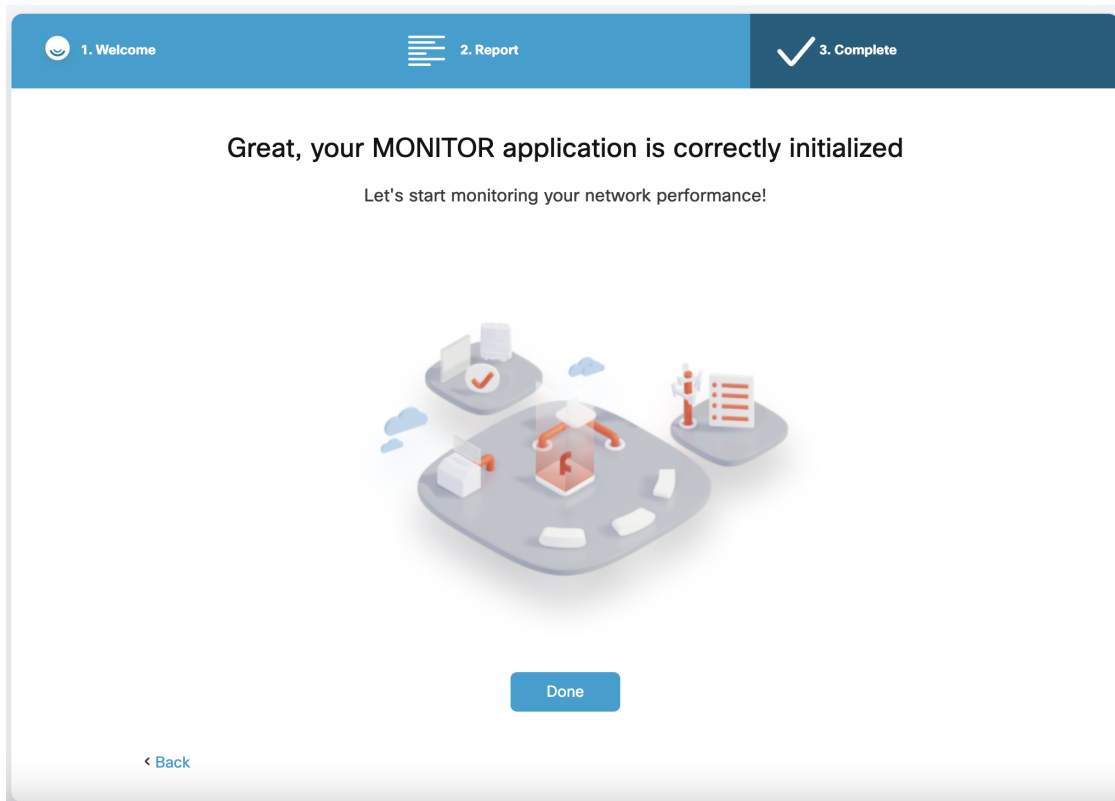 1. Welcome
2. Report
3. Complete
Great, your MONITOR application is correctly initialized
Let's start monitoring your network performance!
Done
< Back